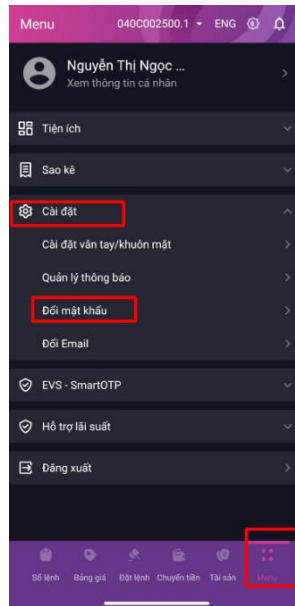 Menu 040C002500.1 ENG
Nguyễn Thị Ngọc ...
Xem thông tin cá nhân
Tiện ích
Sao kê
Cài đặt
Cài đặt vân tay/khuôn mặt
Quản lý thông báo
Đổi mật khẩu
Đổi Email
EVS - SmartOTP
Hỗ trợ lãi suất
Đăng xuất
Sổ lệnh Bảng giá Đặt lệnh Chuyển tiền Tài sản Menu